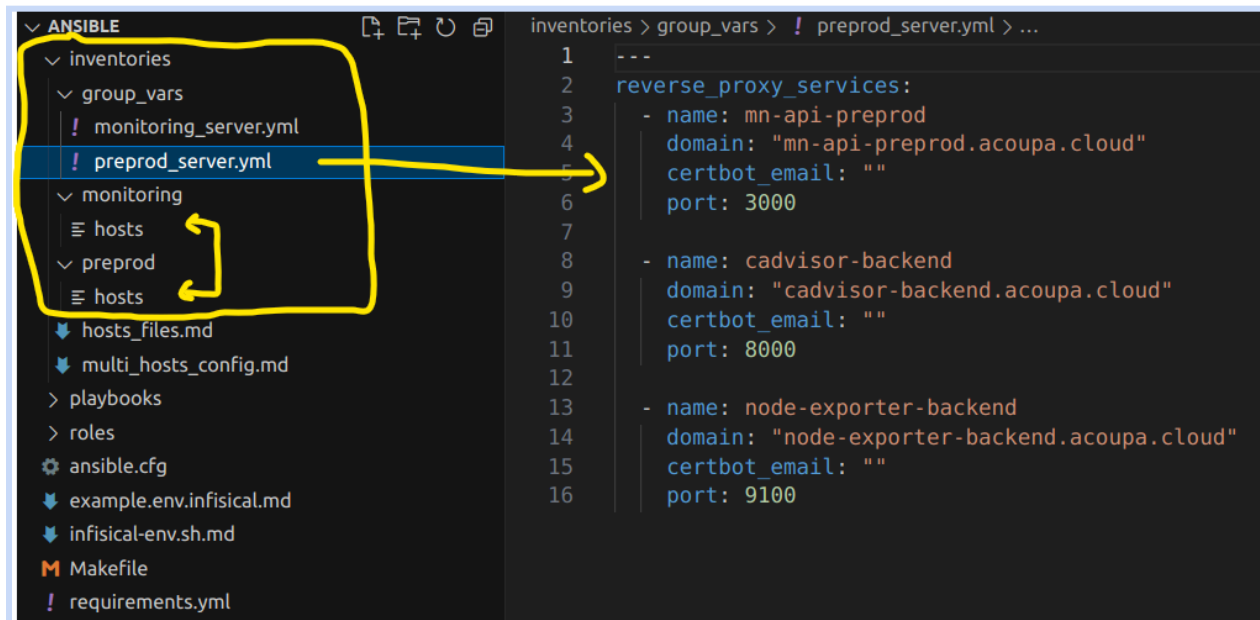 ANSIBLE
inventories
group_vars
! monitoring_server.yml
! preprod_server.yml
monitoring
hosts
preprod
hosts
hosts_files.md
multi_hosts_config.md
playbooks
roles
ansible.cfg
example.env.infisical.md
infisical-env.sh.md
M Makefile
! requirements.yml
inventories > group_vars > ! preprod_server.yml > ...
1 ---
2 reverse_proxy_services:
3 - name: mn-api-preprod
4 domain: "mn-api-preprod.acoupa.cloud"
5 certbot_email: ""
6 port: 3000
7
8 - name: cadvisor-backend
9 domain: "cadvisor-backend.acoupa.cloud"
10 certbot_email: ""
11 port: 8000
12
13 - name: node-exporter-backend
14 domain: "node-exporter-backend.acoupa.cloud"
15 certbot_email: ""
16 port: 9100